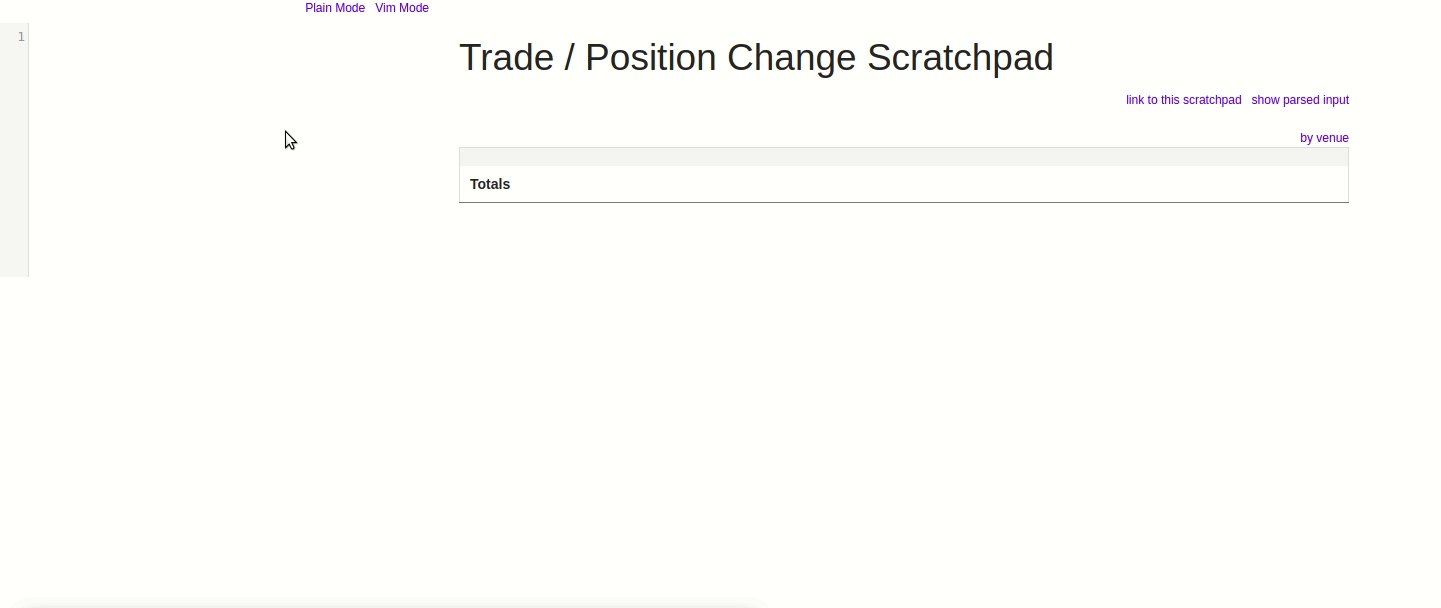 Plain Mode Vim Mode
1
Trade / Position Change Scratchpad
link to this scratchpad show parsed input
by venue
Totals